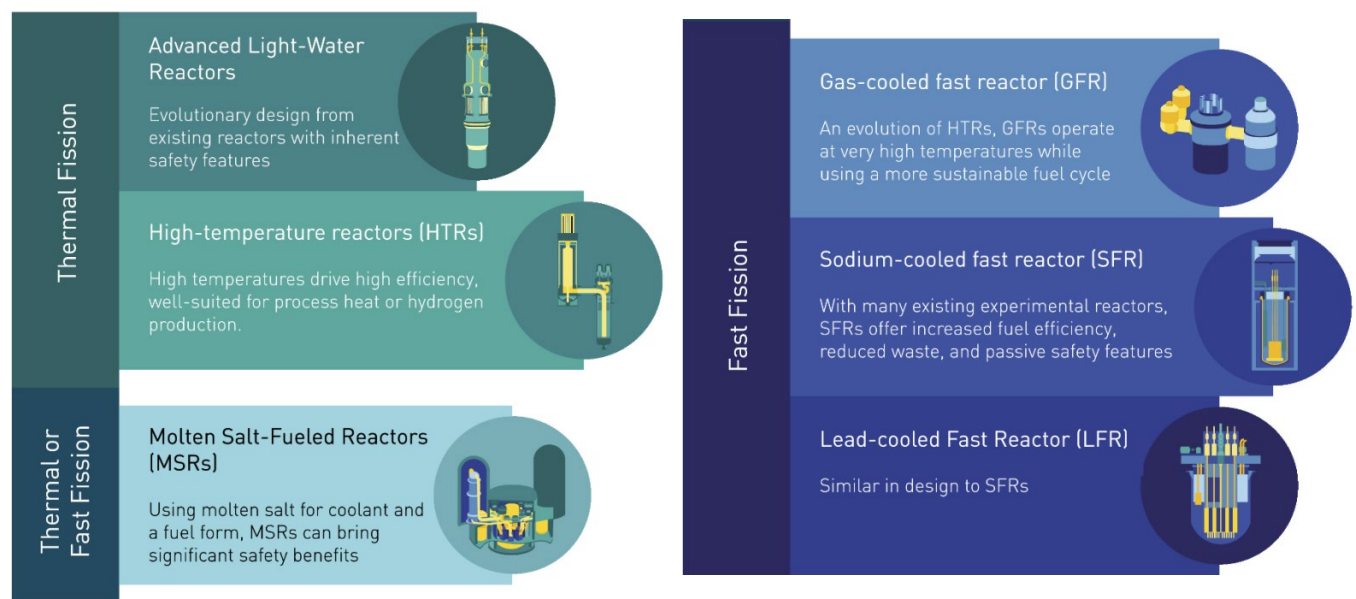 Thermal Fission
Advanced Light-Water
Reactors
Evolutionary design from
existing reactors with inherent
safety features
High-temperature reactors (HTRs)
High temperatures drive high efficiency,
well-suited for process heat or hydrogen
production.
Thermal or
Fast Fission
Molten Salt-Fueled Reactors
(MSRs)
Using molten salt for coolant and
a fuel form, MSRs can bring
significant safety benefits
Fast Fission
Gas-cooled fast reactor (GFR)
An evolution of HTRs, GFRs operate
at very high temperatures while
using a more sustainable fuel cycle
Sodium-cooled fast reactor (SFR)
With many existing experimental reactors,
SFRs offer increased fuel efficiency,
reduced waste, and passive safety features
Lead-cooled Fast Reactor (LFR)
Similar in design to SFRs